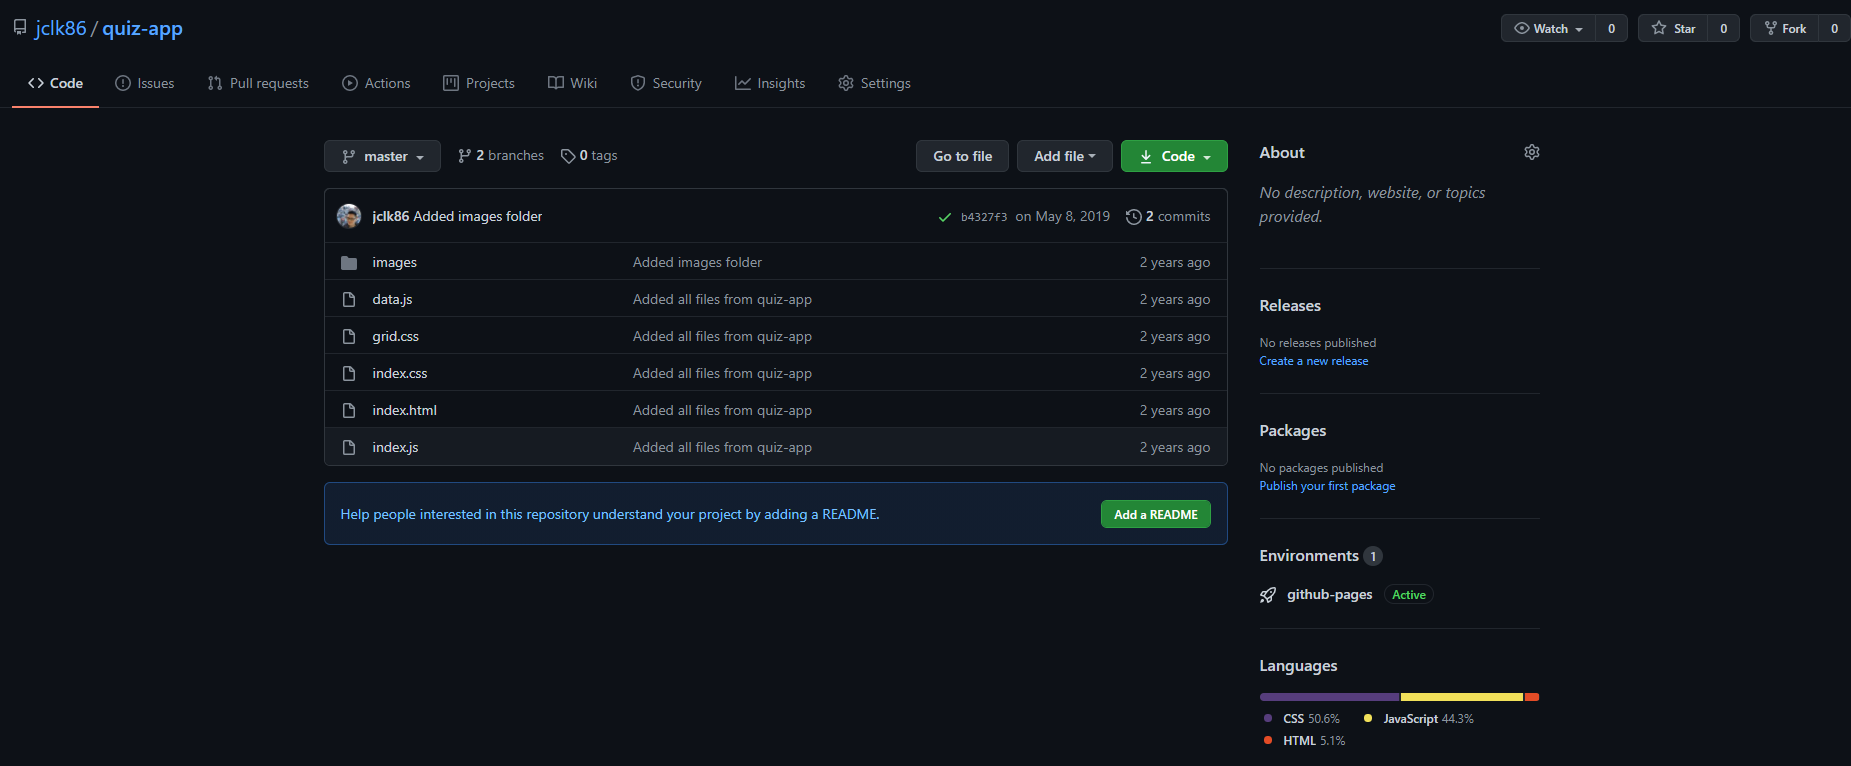 jclk86 / quiz-app
Watch 0 Star 0 Fork 0
Code Issues Pull requests Actions Projects Wiki Security Insights Settings
master 2 branches 0 tags Go to file Add file Code
jclk86 Added images folder b4327f3 on May 8, 2019 2 commits
images Added images folder 2 years ago
data.js Added all files from quiz-app 2 years ago
grid.css Added all files from quiz-app 2 years ago
index.css Added all files from quiz-app 2 years ago
index.html Added all files from quiz-app 2 years ago
index.js Added all files from quiz-app 2 years ago
Help people interested in this repository understand your project by adding a README. Add a README
About
No description, website, or topics
provided.
Releases
No releases published
Create a new release
Packages
No packages published
Publish your first package
Environments 1
github-pages Active
Languages
CSS 50.6% JavaScript 44.3%
HTML 5.1%